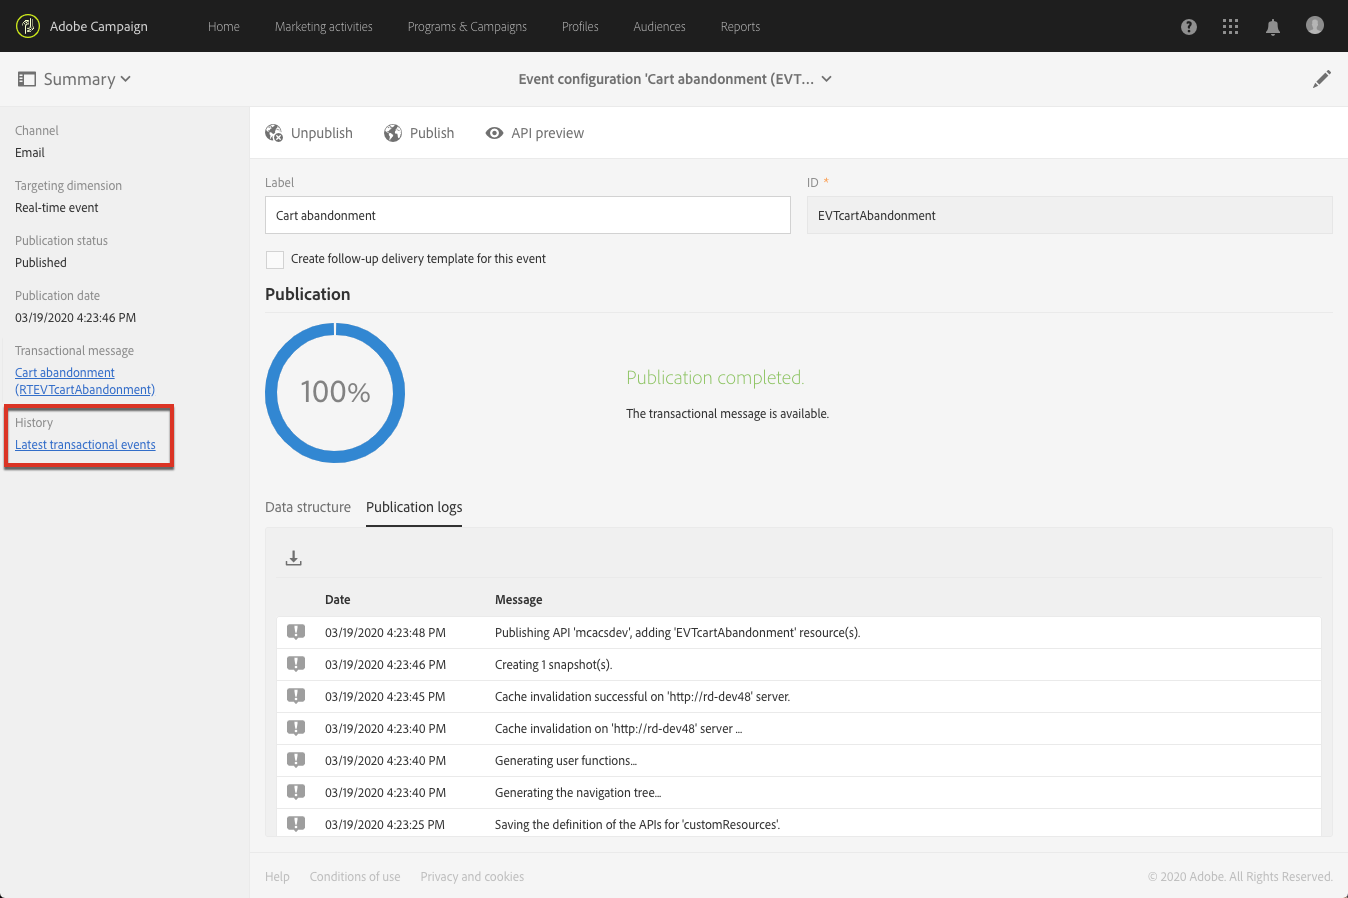 Adobe Campaign
Home
Marketing activities
Programs & Campaigns
Profiles
Audiences
Reports
Summary
Event configuration 'Cart abandonment (EVT...
Channel
Email
Targeting dimension
Real-time event
Publication status
Published
Publication date
03/19/2020 4:23:46 PM
Transactional message
Cart abandonment
(RTEVTcartAbandonment)
History
Latest transactional events
Unpublish
Publish
API preview
Label
ID *
Cart abandonment
EVTcartAbandonment
Create follow-up delivery template for this event
Publication
100%
Publication completed.
The transactional message is available.
Data structure
Publication logs
Date Message
03/19/2020 4:23:48 PM Publishing API 'mcacsdev', adding 'EVTcartAbandonment' resource(s).
03/19/2020 4:23:46 PM Creating 1 snapshot(s).
03/19/2020 4:23:45 PM Cache invalidation successful on 'http://rd-dev48' server.
03/19/2020 4:23:40 PM Cache invalidation on 'http://rd-dev48' server ...
03/19/2020 4:23:40 PM Generating user functions...
03/19/2020 4:23:40 PM Generating the navigation tree...
03/19/2020 4:23:25 PM Saving the definition of the APIs for 'customResources'.
Help
Conditions of use
Privacy and cookies
© 2020 Adobe. All Rights Reserved.